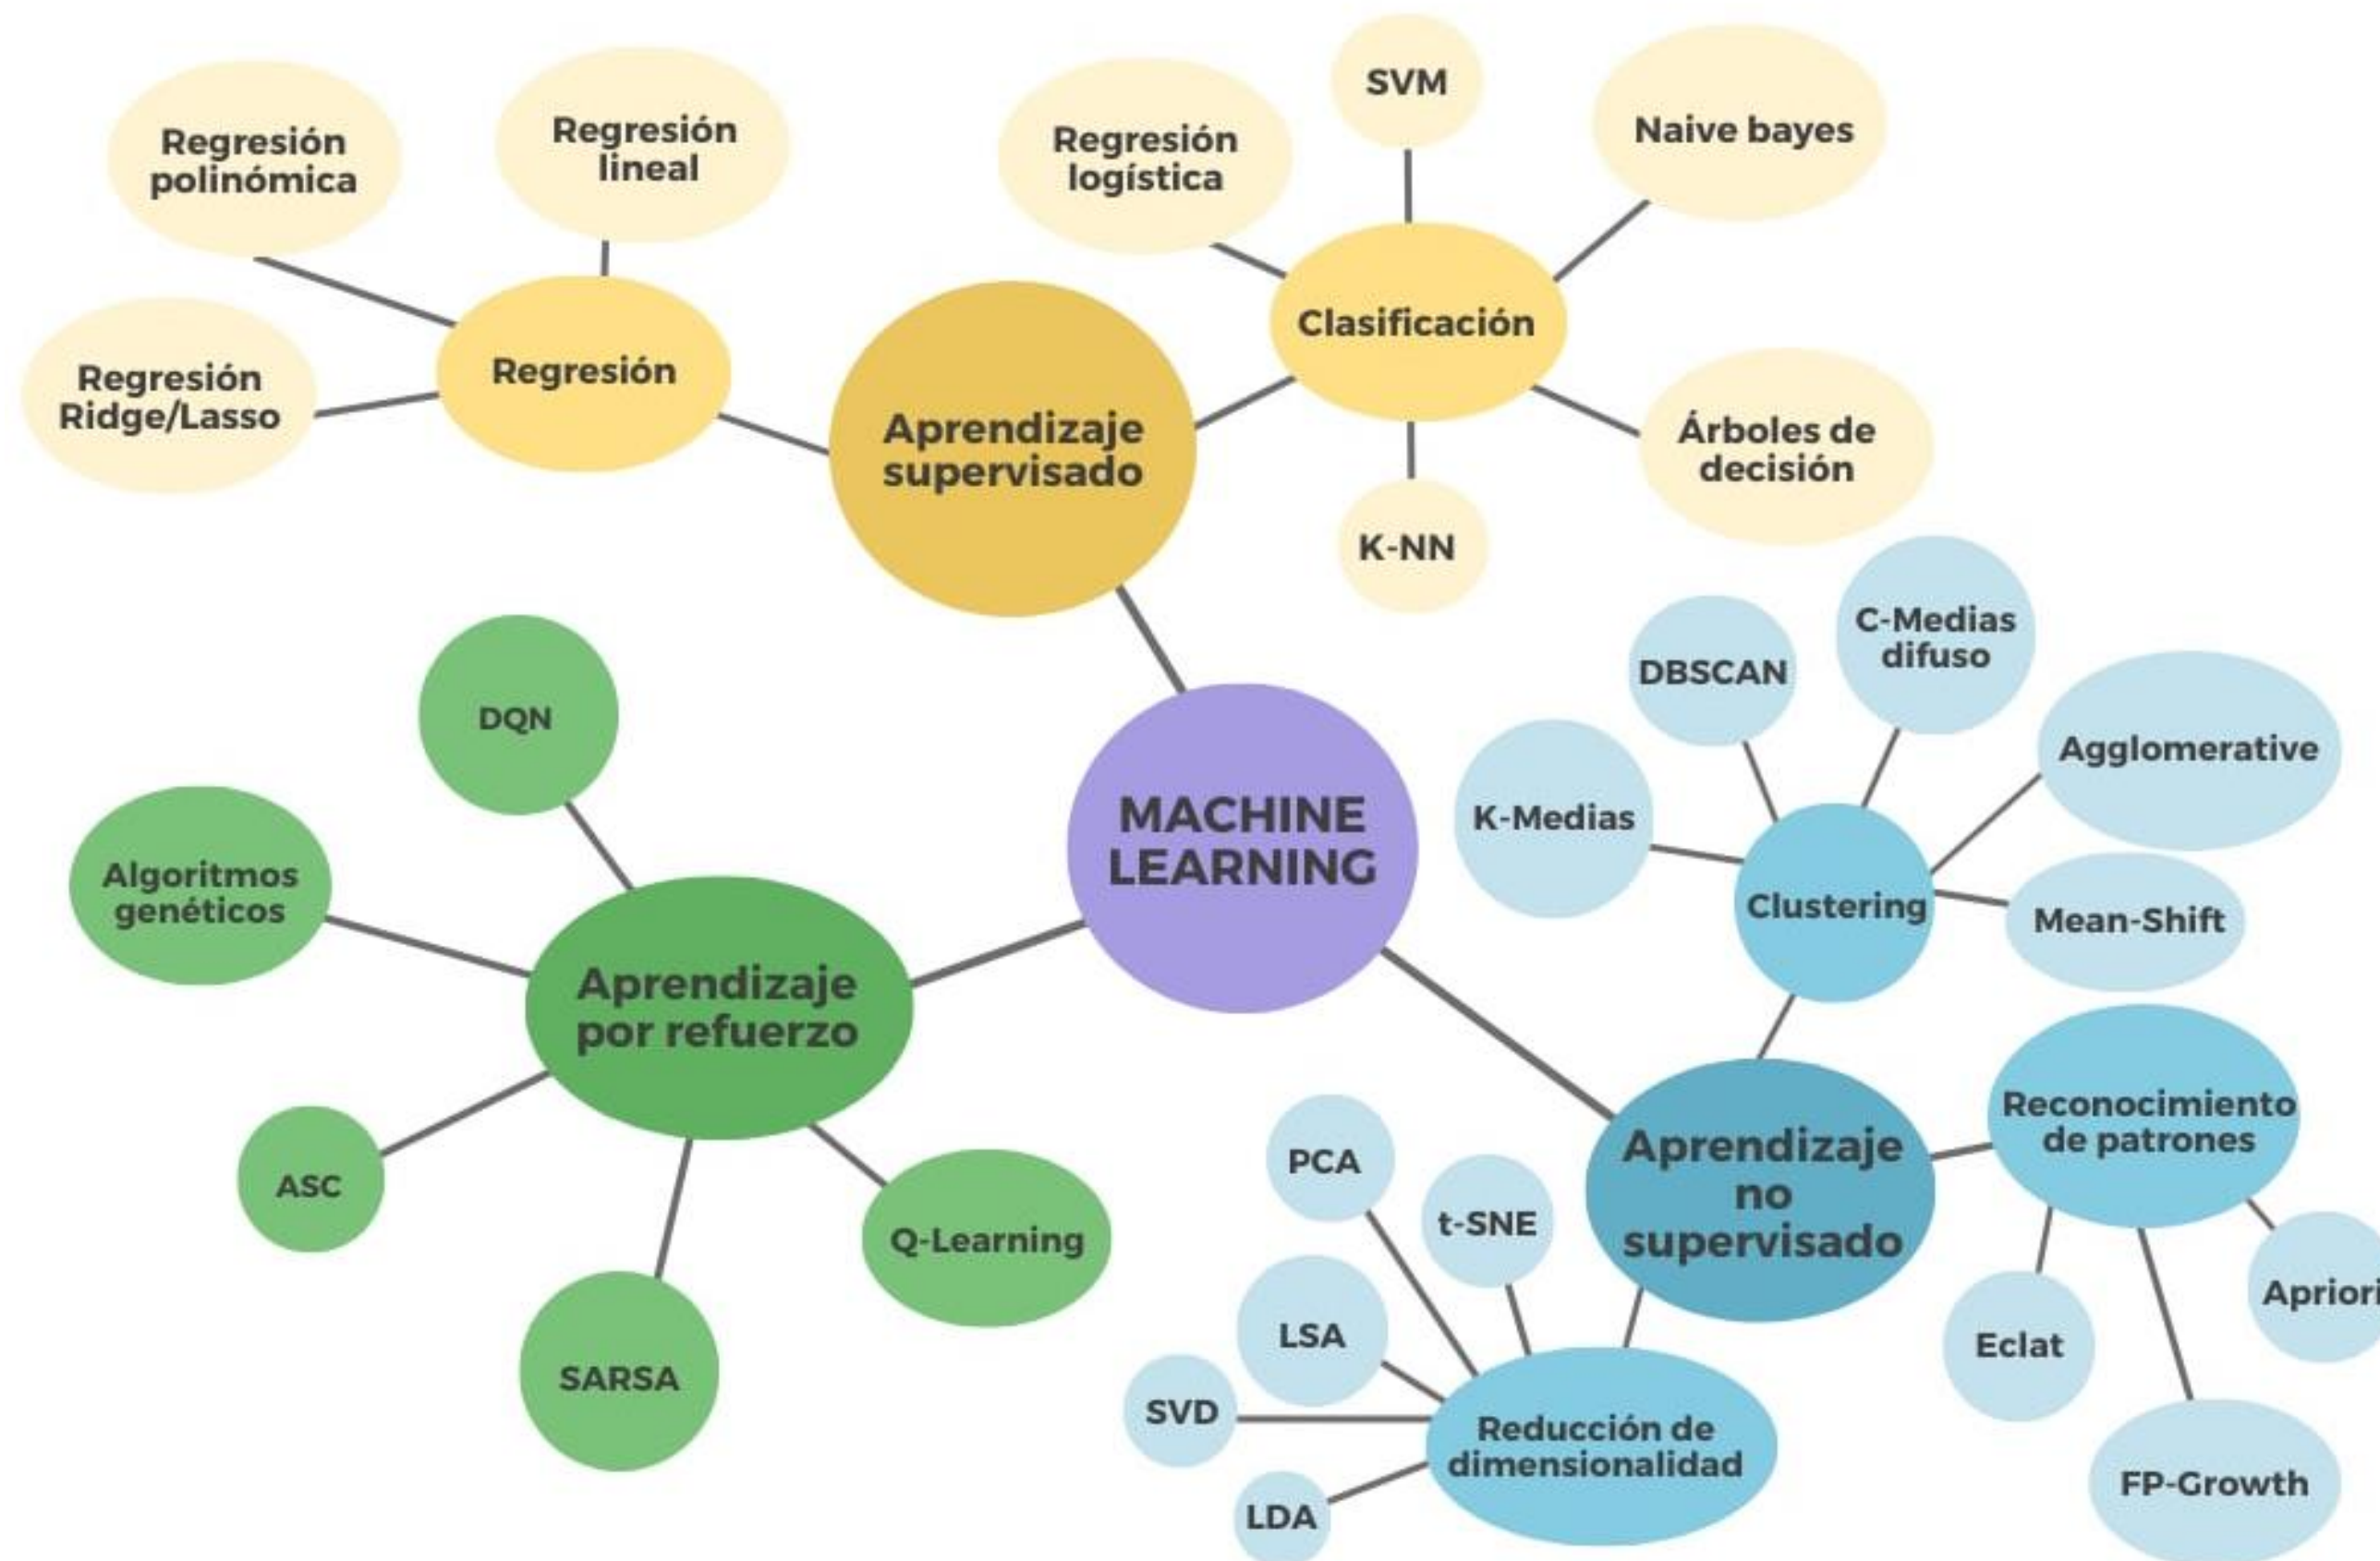 Regresión
polinómica
Regresión
lineal
Regresión
Ridge/Lasso
Regresión
Regresión
logística
SVM
Naive bayes
Clasificación
Árboles de
decisión
K-NN
Aprendizaje
supervisado
MACHINE
LEARNING
DQN
Algoritmos
genéticos
Aprendizaje
por refuerzo
ASC
SARSA
Q-Learning
DBSCAN
C-Medias
difuso
Agglomerative
K-Medias
Clustering
Mean-Shift
Aprendizaje
no
supervisado
Reconocimiento
de patrones
Eclat
Apriori
FP-Growth
PCA
t-SNE
LSA
SVD
LDA
Reducción de
dimensionalidad